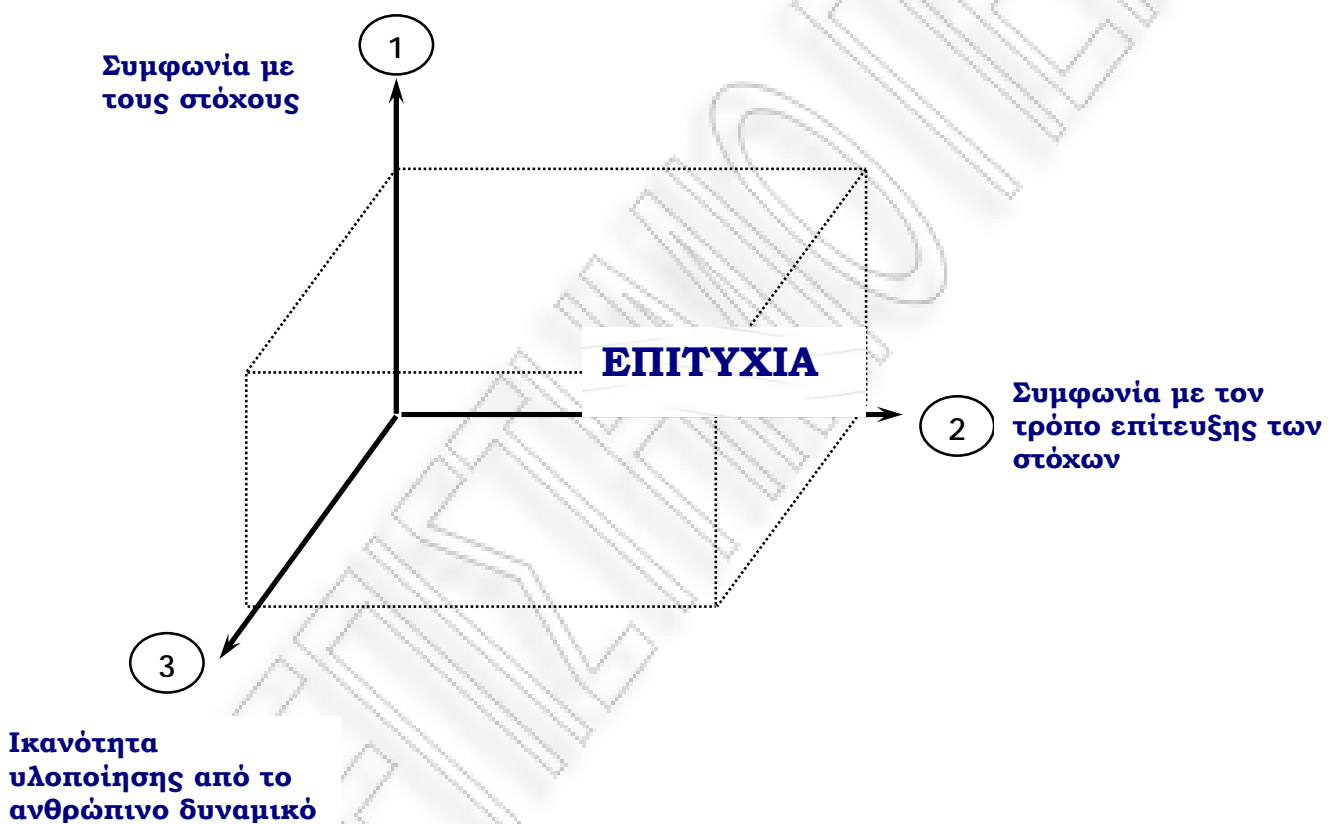 1
Συμφωνία με
τους στόχους
ΕΠΙΤΥΧΙΑ
Συμφωνία με τον
τρόπο επίτευξης των
στόχων
2
3
Ικανότητα
υλοποίησης από το
ανθρώπινο δυναμικό